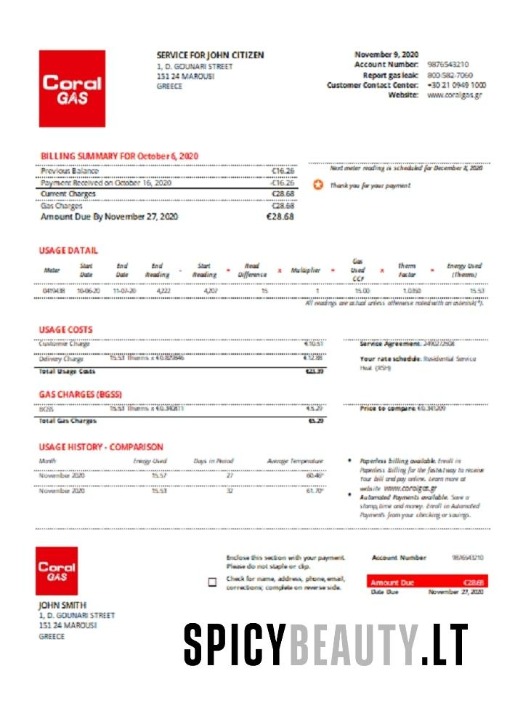 Coral
GAS
SERVICE FOR JOHN CITIZEN
1, D. GOUNARI STREET
151 24 MAROUSI
GREECE
November 9, 2020
Account Number: 9876543210
Report gas leak: 800-582-7060
Customer Contact Center: +30 21 0949 1000
Website: www.coralgas.gr
BILLING SUMMARY FOR October 6, 2020
Previous Balance €16.26
Payment Received on October 16, 2020 -€16.26
Current Charges €28.68
Gas Charges €28.68
Amount Due By November 27, 2020 €28.68
Next meter reading is scheduled for December 8, 2020
Thank you for your payment
USAGE DATAIL
Meter Start Date End Date End Reading - Start Reading = Read Difference x Multiplier = Gas Used CCF x Therm Factor = Energy Used (Therms)
10-06-20 11-07-20 4,222 4,207 15 1 15.00 1.0350 15.53
All readings are actual unless otherwise noted with an asterisk(*).
USAGE COSTS
Customer Charge €10.51
Delivery Charge 15.53 Therms x €12.88
Total Usage Costs €23.39
Service Agreement:
Your rate schedule: Residential Service
Heat (RSH)
GAS CHARGES (BGSS)
BGSS 15.53 Therms x €5.29
Total Gas Charges €5.29
Price to compare
USAGE HISTORY - COMPARISON
Month Energy Used Days in Period Average Temperature
November 2020 15.57 27 60.46°
November 2020 15.53 32 61.70°
Paperless billing available. Enroll in
Paperless Billing for the fastest way to receive
Your bill and pay online. Learn more at
website www.coralgas.gr
Automated Payments available. Save a
stamp, time and money. Enroll in Automated
Payments from your checking or savings.
Coral
GAS
Enclose this section with your payment.
Please do not staple or clip.
Check for name, address, phone, email,
corrections; complete on reverse side.
Account Number 9876543210
Amount Due €28.68
Date Due November 27, 2020
JOHN SMITH
1, D. GOUNARI STREET
151 24 MAROUSI
GREECE
SPICYBEAUTY.LT